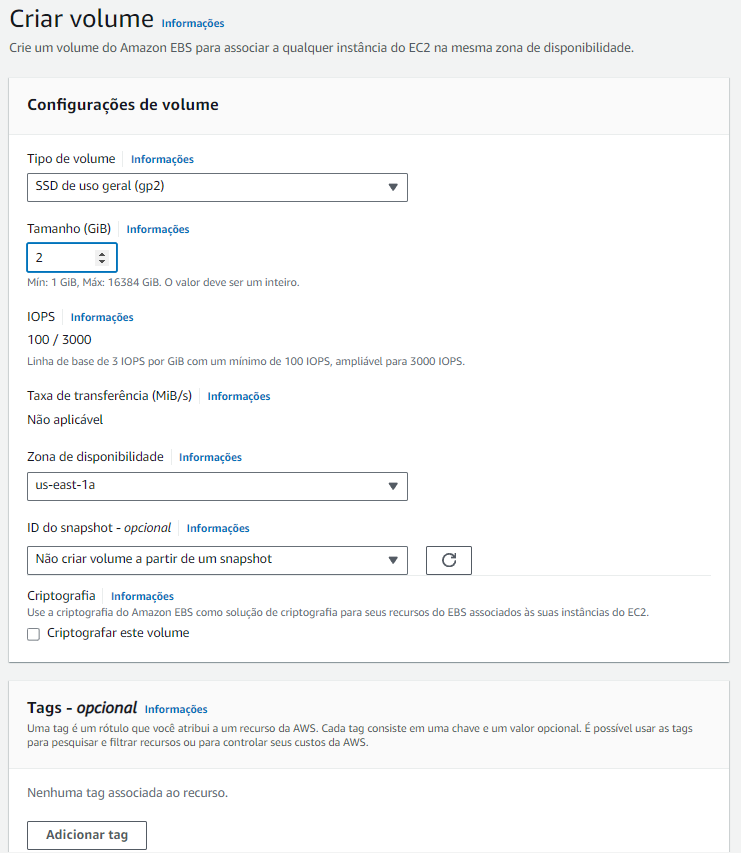 Criar volume Informações
Crie um volume do Amazon EBS para associar a qualquer instância do EC2 na mesma zona de disponibilidade.
Configurações de volume
Tipo de volume Informações
SSD de uso geral (gp2)
Tamanho (GiB) Informações
2
Mín: 1 GiB, Máx: 16384 GiB. O valor deve ser um inteiro.
IOPS Informações
100 / 3000
Linha de base de 3 IOPS por GiB com um mínimo de 100 IOPS, ampliável para 3000 IOPS.
Taxa de transferência (MiB/s) Informações
Não aplicável
Zona de disponibilidade Informações
us-east-1a
ID do snapshot - opcional Informações
Não criar volume a partir de um snapshot
Criptografia Informações
Use a criptografia do Amazon EBS como solução de criptografia para seus recursos do EBS associados às suas instâncias do EC2.
Criptografar este volume
Tags - opcional Informações
Uma tag é um rótulo que você atribui a um recurso da AWS. Cada tag consiste em uma chave e um valor opcional. É possível usar as tags
para pesquisar e filtrar recursos ou para controlar seus custos da AWS.
Nenhuma tag associada ao recurso.
Adicionar tag